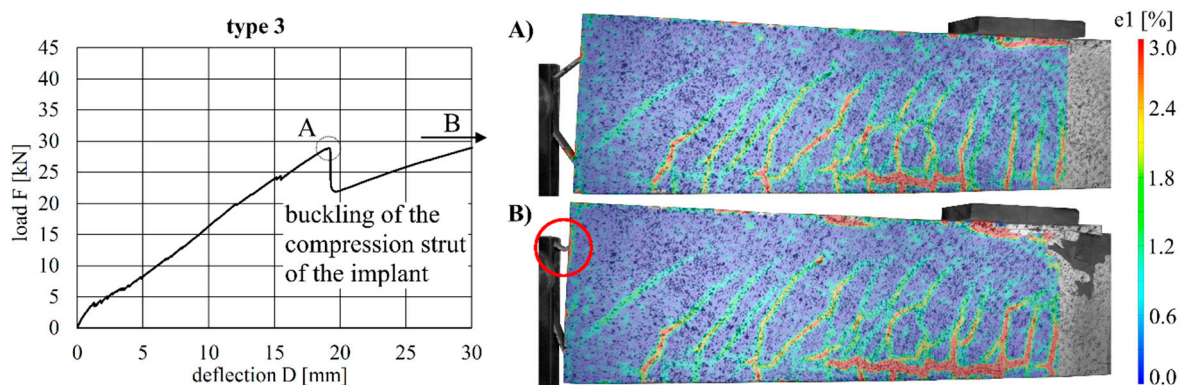 type 3
45
40
35
30
25
20
15
10
5
0
load F [kN]
A
B
buckling of the
compression strut
of the implant
0
5
10
15
20
25
30
deflection D [mm]
A)
B)
e1 [%]
3.0
2.4
1.8
1.2
0.6
0.0